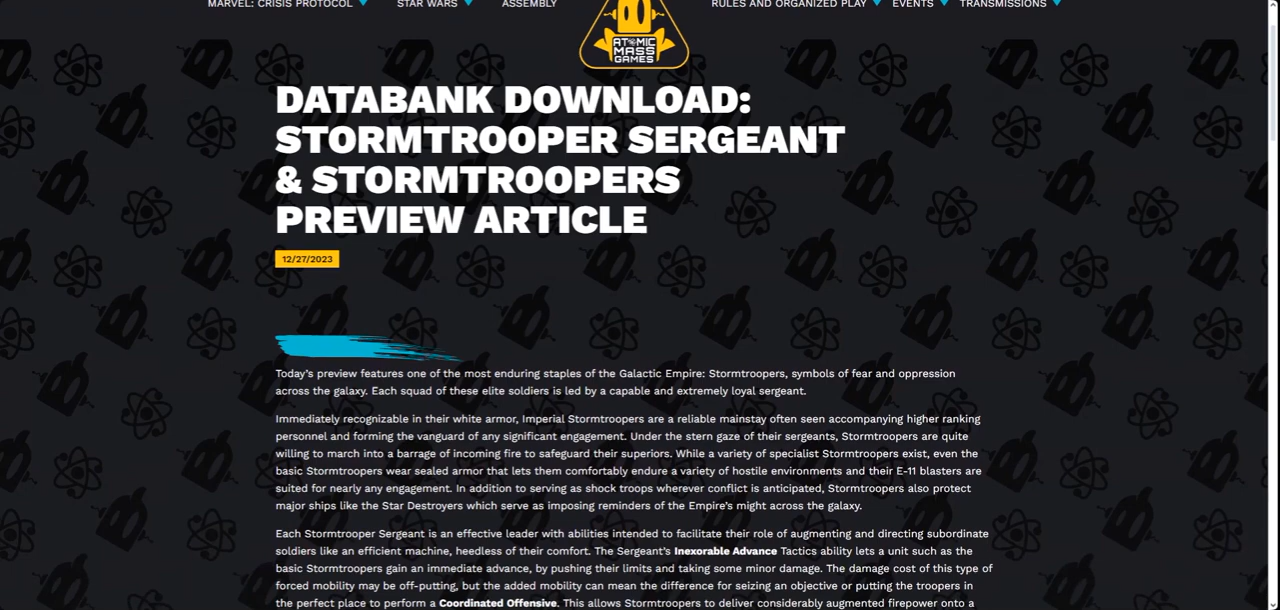 MARVEL: CRISIS PROTOCOL STAR WARS ASSEMBLY RULES AND ORGANIZED PLAY EVENTS TRANSMISSIONS
ATOMIC
MASS
GAMES
DATABANK DOWNLOAD:
STORMTROOPER SERGEANT
& STORMTROOPERS
PREVIEW ARTICLE
12/27/2023
Today's preview features one of the most enduring staples of the Galactic Empire: Stormtroopers, symbols of fear and oppression
across the galaxy. Each squad of these elite soldiers is led by a capable and extremely loyal sergeant.
Immediately recognizable in their white armor, Imperial Stormtroopers are a reliable mainstay often seen accompanying higher ranking
personnel and forming the vanguard of any significant engagement. Under the stern gaze of their sergeants, Stormtroopers are quite
willing to march into a barrage of incoming fire to safeguard their superiors. While a variety of specialist Stormtroopers exist, even the
basic Stormtroopers wear sealed armor that lets them comfortably endure a variety of hostile environments and their E-11 blasters are
suited for nearly any engagement. In addition to serving as shock troops wherever conflict is anticipated, Stormtroopers also protect
major ships like the Star Destroyers which serve as imposing reminders of the Empire's might across the galaxy.
Each Stormtrooper Sergeant is an effective leader with abilities intended to facilitate their role of augmenting and directing subordinate
soldiers like an efficient machine, heedless of their comfort. The Sergeant's Inexorable Advance Tactics ability lets a unit such as the
basic Stormtroopers gain an immediate advance, by pushing their limits and taking some minor damage. The damage cost of this type of
forced mobility may be off-putting, but the added mobility can mean the difference for seizing an objective or putting the troopers in
the perfect place to perform a Coordinated Offensive. This allows Stormtroopers to deliver considerably augmented firepower onto a